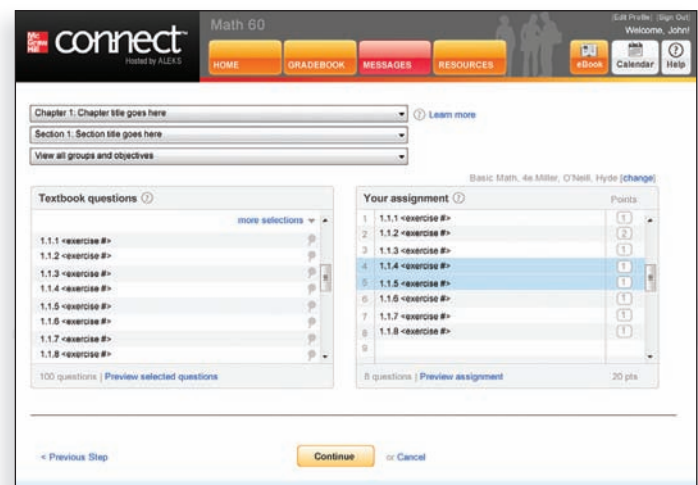 Math 60
[Edit Profile] [Sign Out]
Welcome, John!
Mc
Graw
Hill
connect
Hosted by ALEKS
HOME
GRADEBOOK
MESSAGES
RESOURCES
eBook
Calendar
Help
Chapter 1: Chapter title goes here
? Learn more
Section 1: Section title goes here
View all groups and objectives
Basic Math, 4e Miller, O'Neill, Hyde [change]
Textbook questions ?
more selections
1.1.1 <exercise #>
1.1.2 <exercise #>
1.1.3 <exercise #>
1.1.4 <exercise #>
1.1.5 <exercise #>
1.1.6 <exercise #>
1.1.7 <exercise #>
1.1.8 <exercise #>
100 questions | Preview selected questions
Your assignment ? Points
1 1.1.1 <exercise #> 1
2 1.1.2 <exercise #> 2
3 1.1.3 <exercise #> 1
4 1.1.4 <exercise #> 1
5 1.1.5 <exercise #> 1
6 1.1.6 <exercise #> 1
7 1.1.7 <exercise #> 1
8 1.1.8 <exercise #> 1
9
8 questions | Preview assignment 20 pts
< Previous Step
Continue
or Cancel